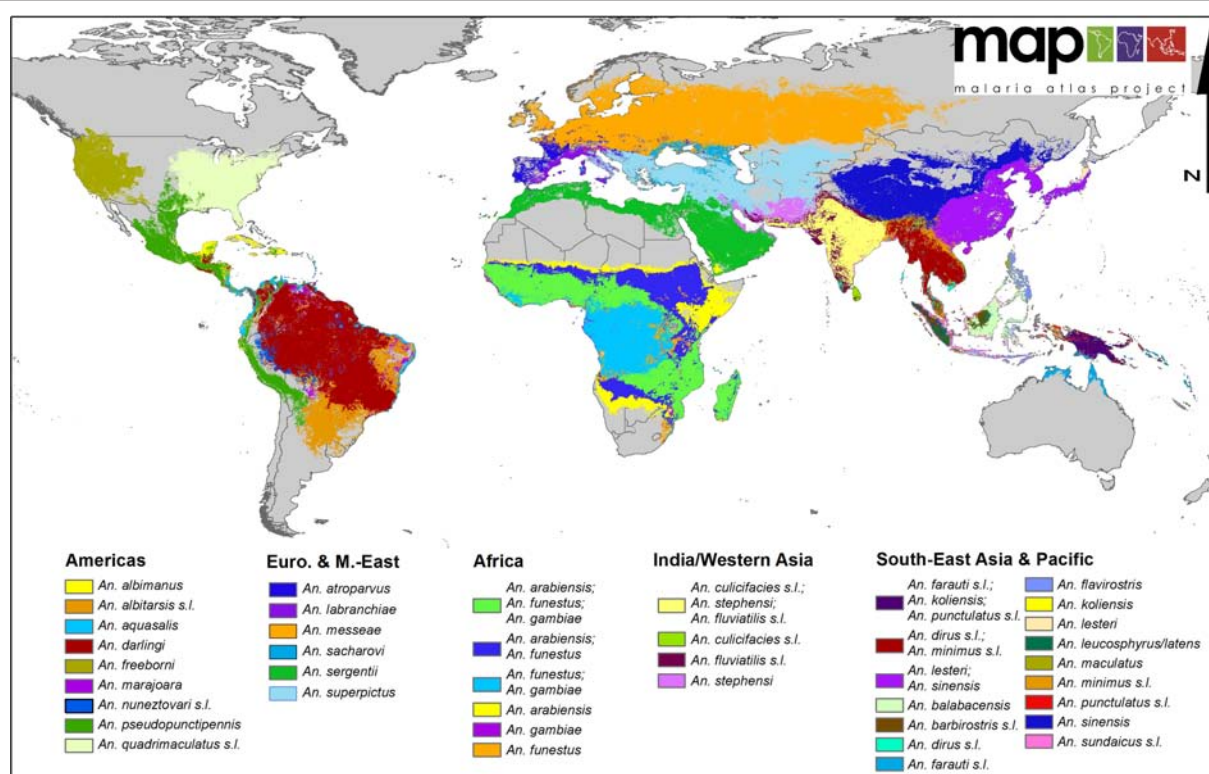 map
malaria atlas project
N
Americas
An. albimanus
An. albitarsis s.l.
An. aquasalis
An. darlingi
An. freeborni
An. marajoara
An. nuneztovari s.l.
An. pseudopunctipennis
An. quadrimaculatus s.l.
Euro. & M.-East
An. atroparvus
An. labranchiae
An. messeae
An. sacharovi
An. sergentii
An. superpictus
Africa
An. arabiensis;
An. funestus;
An. gambiae
An. arabiensis;
An. funestus
An. funestus;
An. gambiae
An. arabiensis
An. gambiae
An. funestus
India/Western Asia
An. culicifacies s.l.;
An. stephensi;
An. fluviatilis s.l.
An. culicifacies s.l.
An. fluviatilis s.l.
An. stephensi
South-East Asia & Pacific
An. farauti s.l.;
An. koliensis;
An. punctulatus s.l.
An. dirus s.l.;
An. minimus s.l.
An. lesteri;
An. sinensis
An. balabacensis
An. barbirostris s.l.
An. dirus s.l.
An. farauti s.l.
An. flavirostris
An. koliensis
An. lesteri
An. leucosphyrus/latens
An. maculatus
An. minimus s.l.
An. punctulatus s.l.
An. sinensis
An. sundaicus s.l.